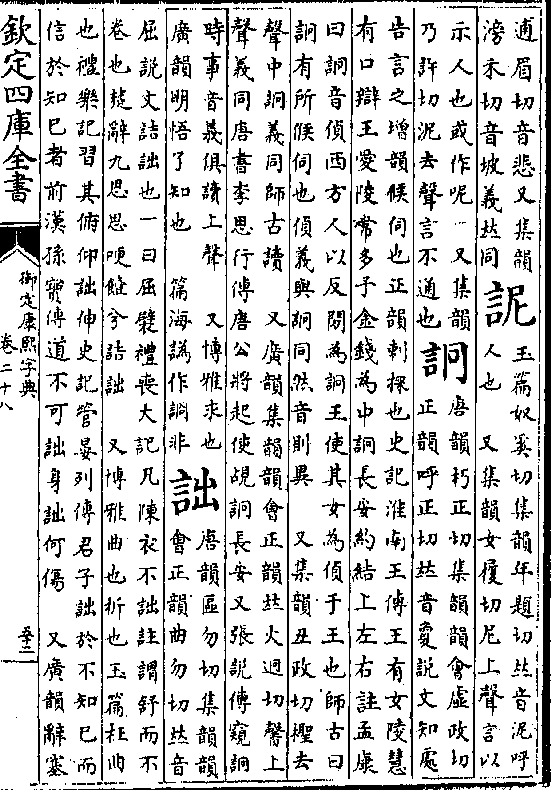 逋眉切音悲又集韻
滂禾切音坡義𠀤同
詆玉篇奴禮切集韻年題切𠀤音泥呼
人也 又集韻女履切尼上聲言以
示人也或作呢 又集韻
乃許切泥去聲言不通也
詗唐韻朽正切集韻韻會虛政切
正韻呼正切𠀤音敻說文知處
告言之增韻候伺也正韻刺探也史記淮南王傳王有女陵慧
有口辯王愛陵常多予金錢為中詗長安約結上左右註孟康
曰詗音偵西方人以反間為詗王使其女為偵于王也師古曰
詗有所候伺也偵義與詗同然音則異 又集韻丑政切檉去
聲中詗義同師古讀 又廣韻集韻韻會正韻𠀤火迥切馨上
聲義同唐書李思行傳唐公將起使覘詗長安又張說傳窺詗
時事音義俱讀上聲 又博雅求也
廣韻明悟了知也 篇海譌作詷非
詘唐韻區勿切集韻韻
會正韻曲勿切𠀤音
屈說文詰詘也一曰屈襞禮喪大記凡陳衣不詘註謂舒而不
卷也楚辭九思思哽饐兮詰詘 又博雅曲也折也玉篇枉曲
也禮樂記習其俯仰詘伸史記管晏列傳君子詘於不知己而
信於知己者前漢孫寶傳道不可詘身詘何傷 又廣韻辭塞
欽定四庫全書
御定康熙字典
卷二十八